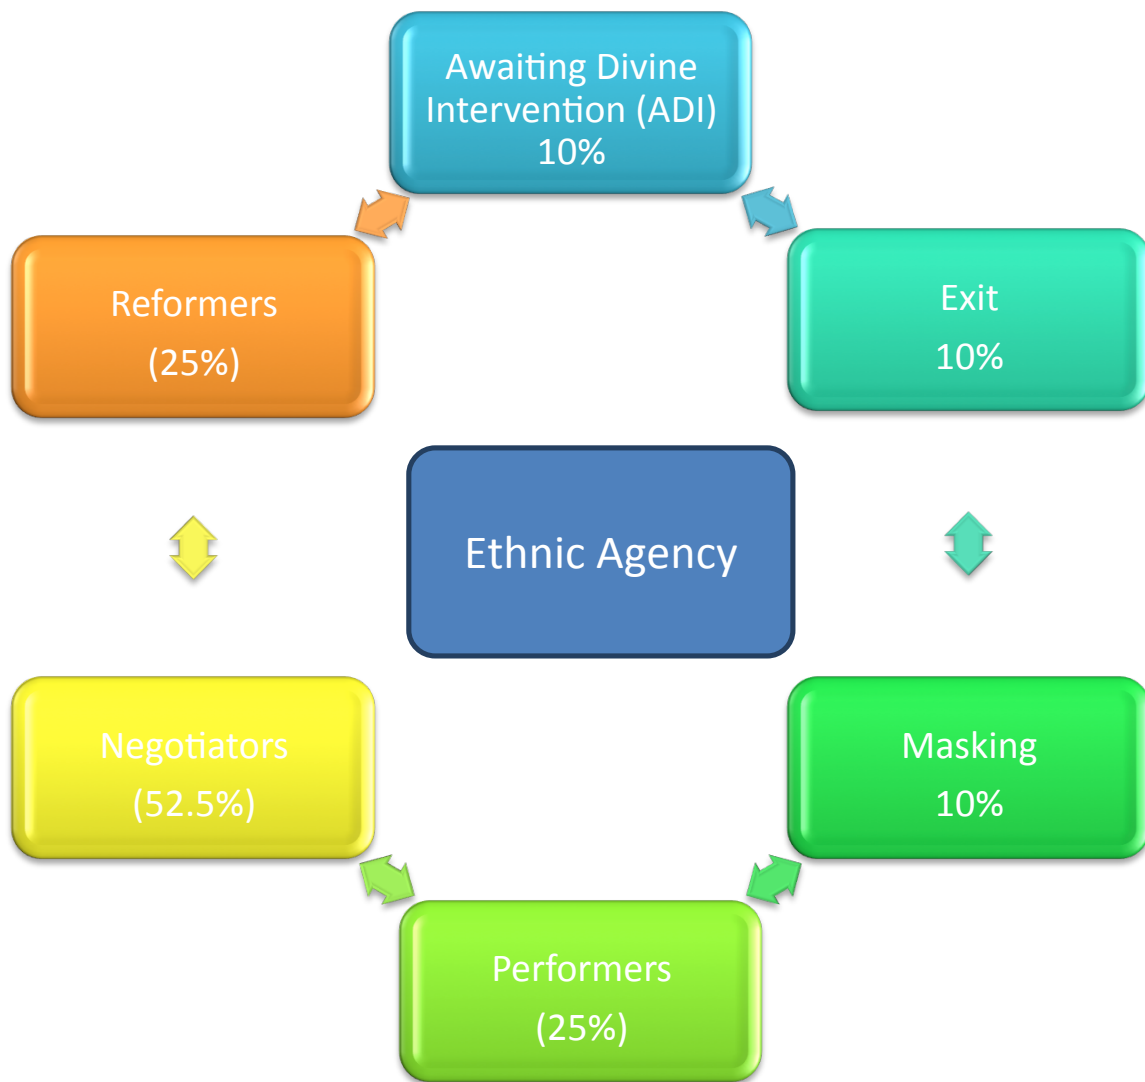 Awaiting Divine
Intervention (ADI)
10%
Reformers
(25%)
Exit
10%
Ethnic Agency
Negotiators
(52.5%)
Masking
10%
Performers
(25%)